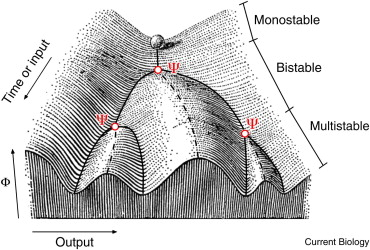 Monostable
Bistable
Multistable
Time or input
Ψ
Ψ
Ψ
Φ
Output
Current Biology